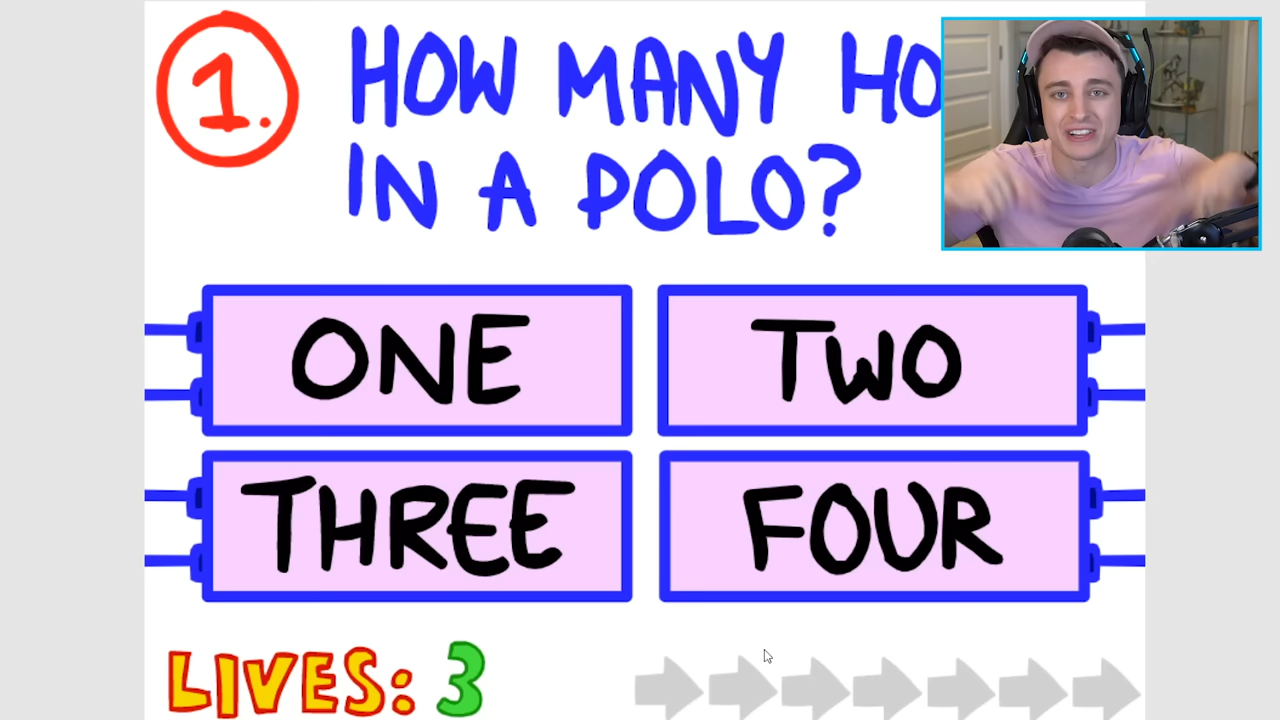 1.
HOW MANY HO
IN A POLO?
ONE
TWO
THREE
FOUR
LIVES: 3